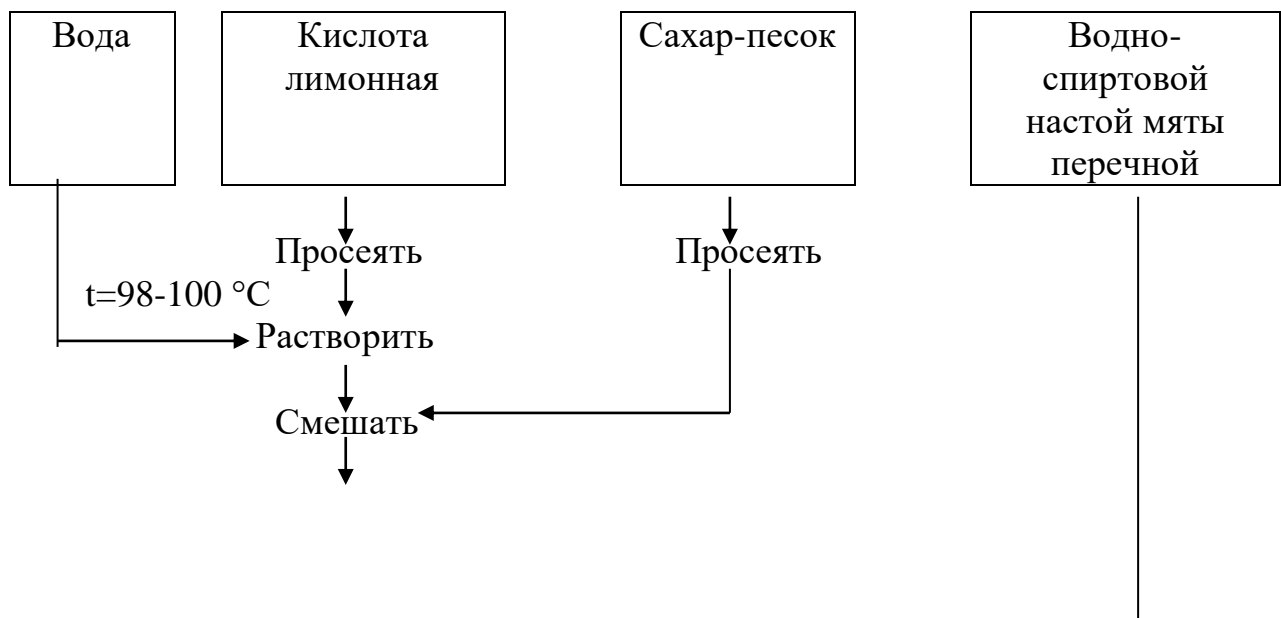 Вода
Кислота
лимонная
Сахар-песок
Водно-
спиртовой
настой мяты
перечной
Просеять
Просеять
t=98-100 °C
Растворить
Смешать